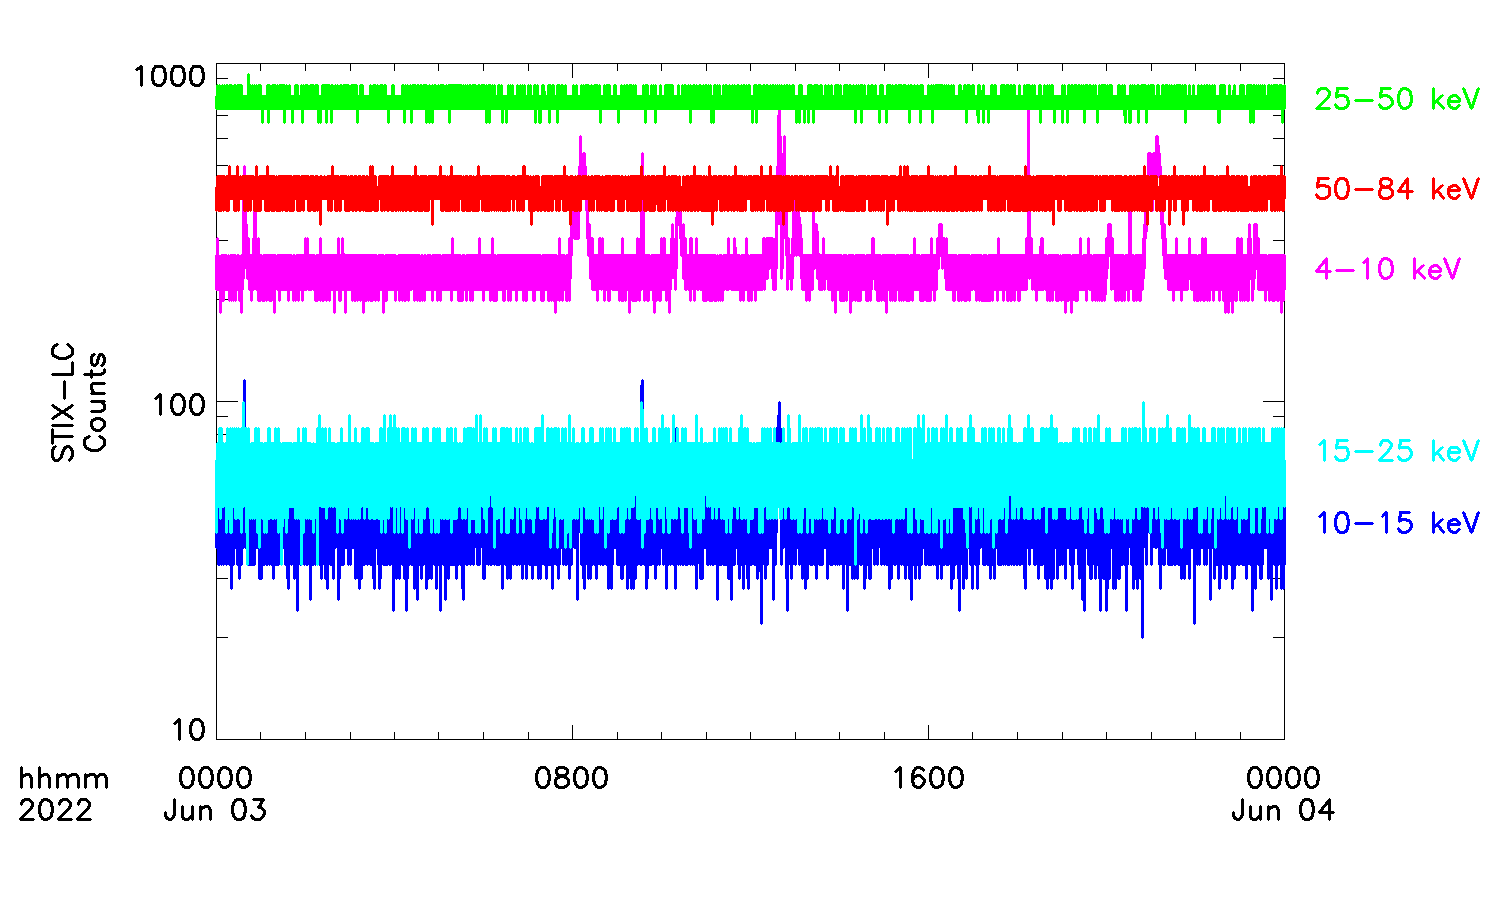 1000
25-50 keV
50-84 keV
4-10 keV
STIX-LC
Counts
100
15-25 keV
10-15 keV
10
hhmm 0000 0800 1600 0000
2022 Jun 03 Jun 04